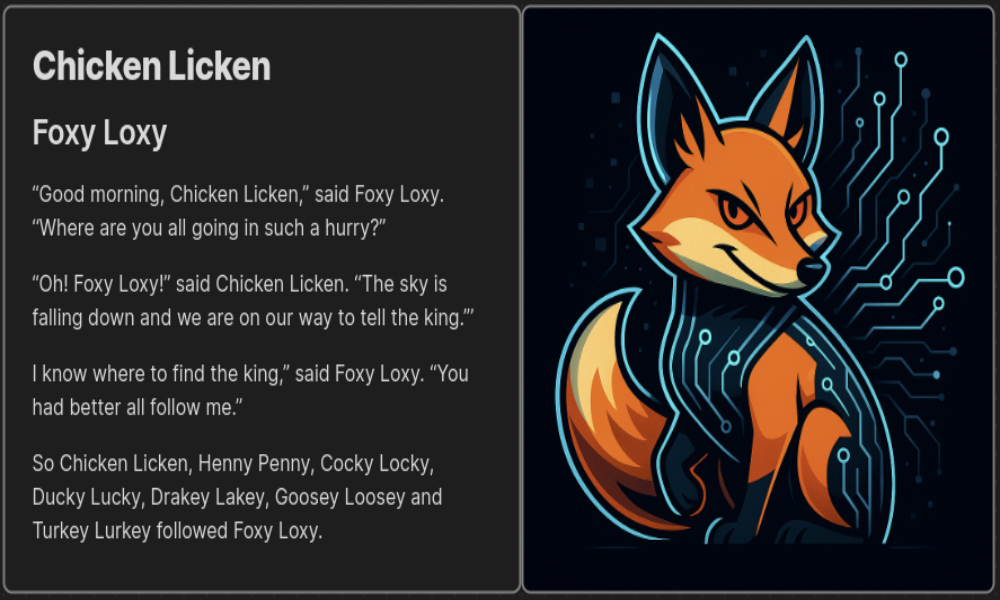 Chicken Licken
Foxy Loxy
“Good morning, Chicken Licken,” said Foxy Loxy.
“Where are you all going in such a hurry?”
“Oh! Foxy Loxy!” said Chicken Licken. “The sky is
falling down and we are on our way to tell the king.”’
I know where to find the king,” said Foxy Loxy. “You
had better all follow me.”
So Chicken Licken, Henny Penny, Cocky Locky,
Ducky Lucky, Drakey Lakey, Goosey Loosey and
Turkey Lurkey followed Foxy Loxy.